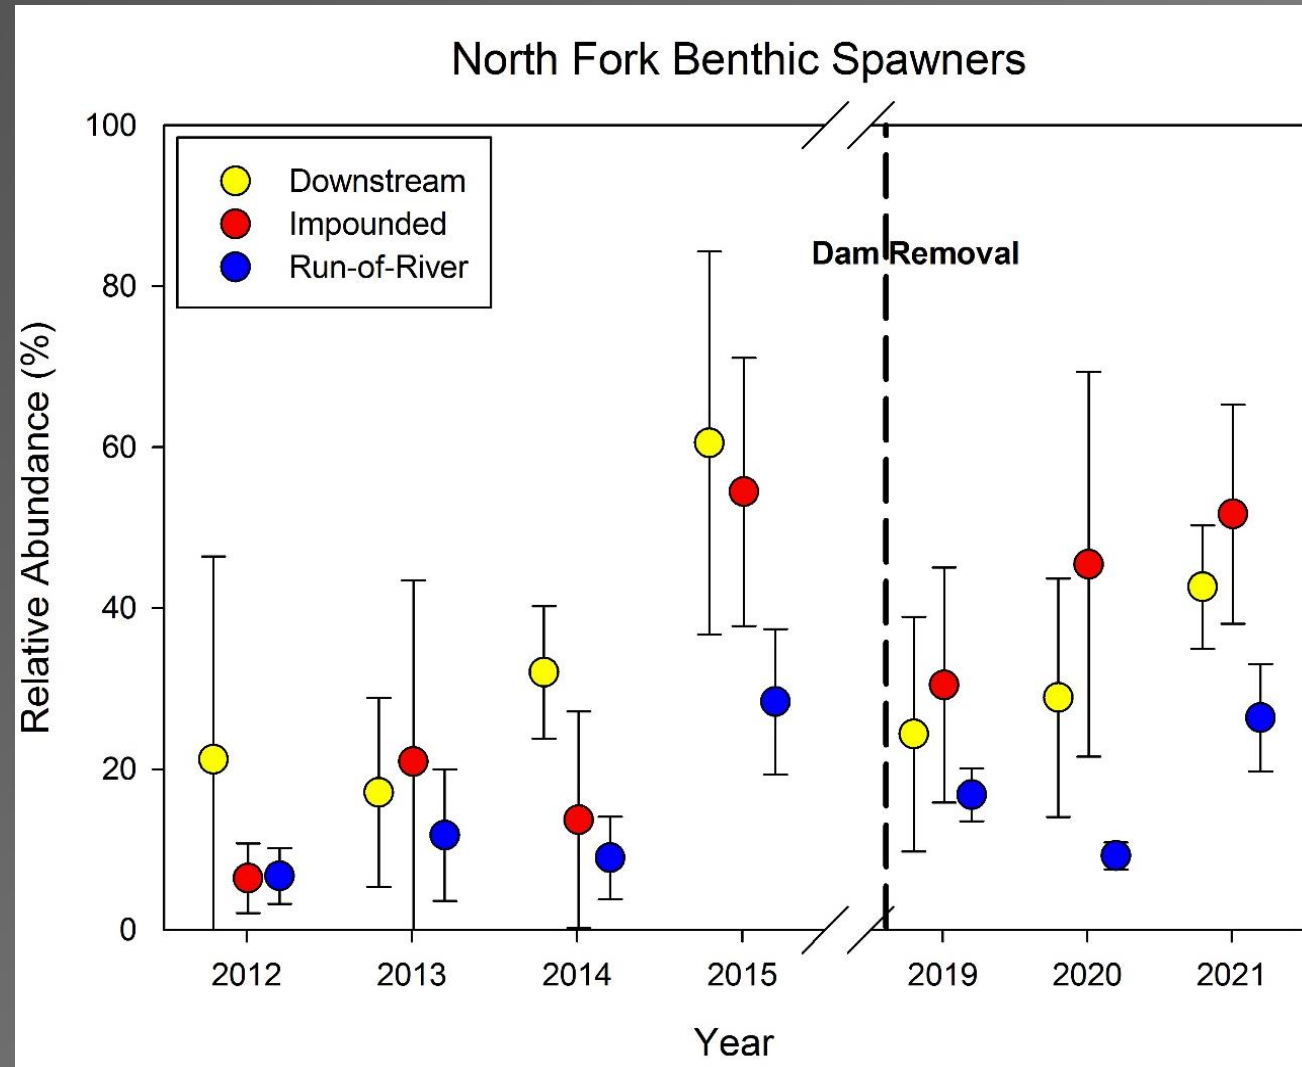 North Fork Benthic Spawners
100
80
60
40
20
0
Relative Abundance (%)
Downstream
Impounded
Run-of-River
Dam Removal
2012
2013
2014
2015
2019
2020
2021
Year